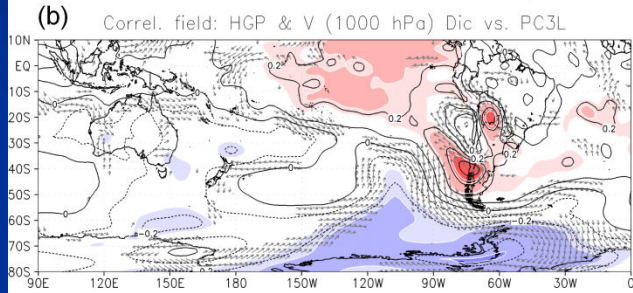 (b) Correl. field: HGP & V (1000 hPa) Dic vs. PC3L
10N
EQ
10S
20S
30S
40S
50S
60S
70S
80S
0.2
0.2
0.2
0.2
0
0
0
0
-0.2
-0.2
90E 120E 150E 180 150W 120W 90W 60W 30W 0